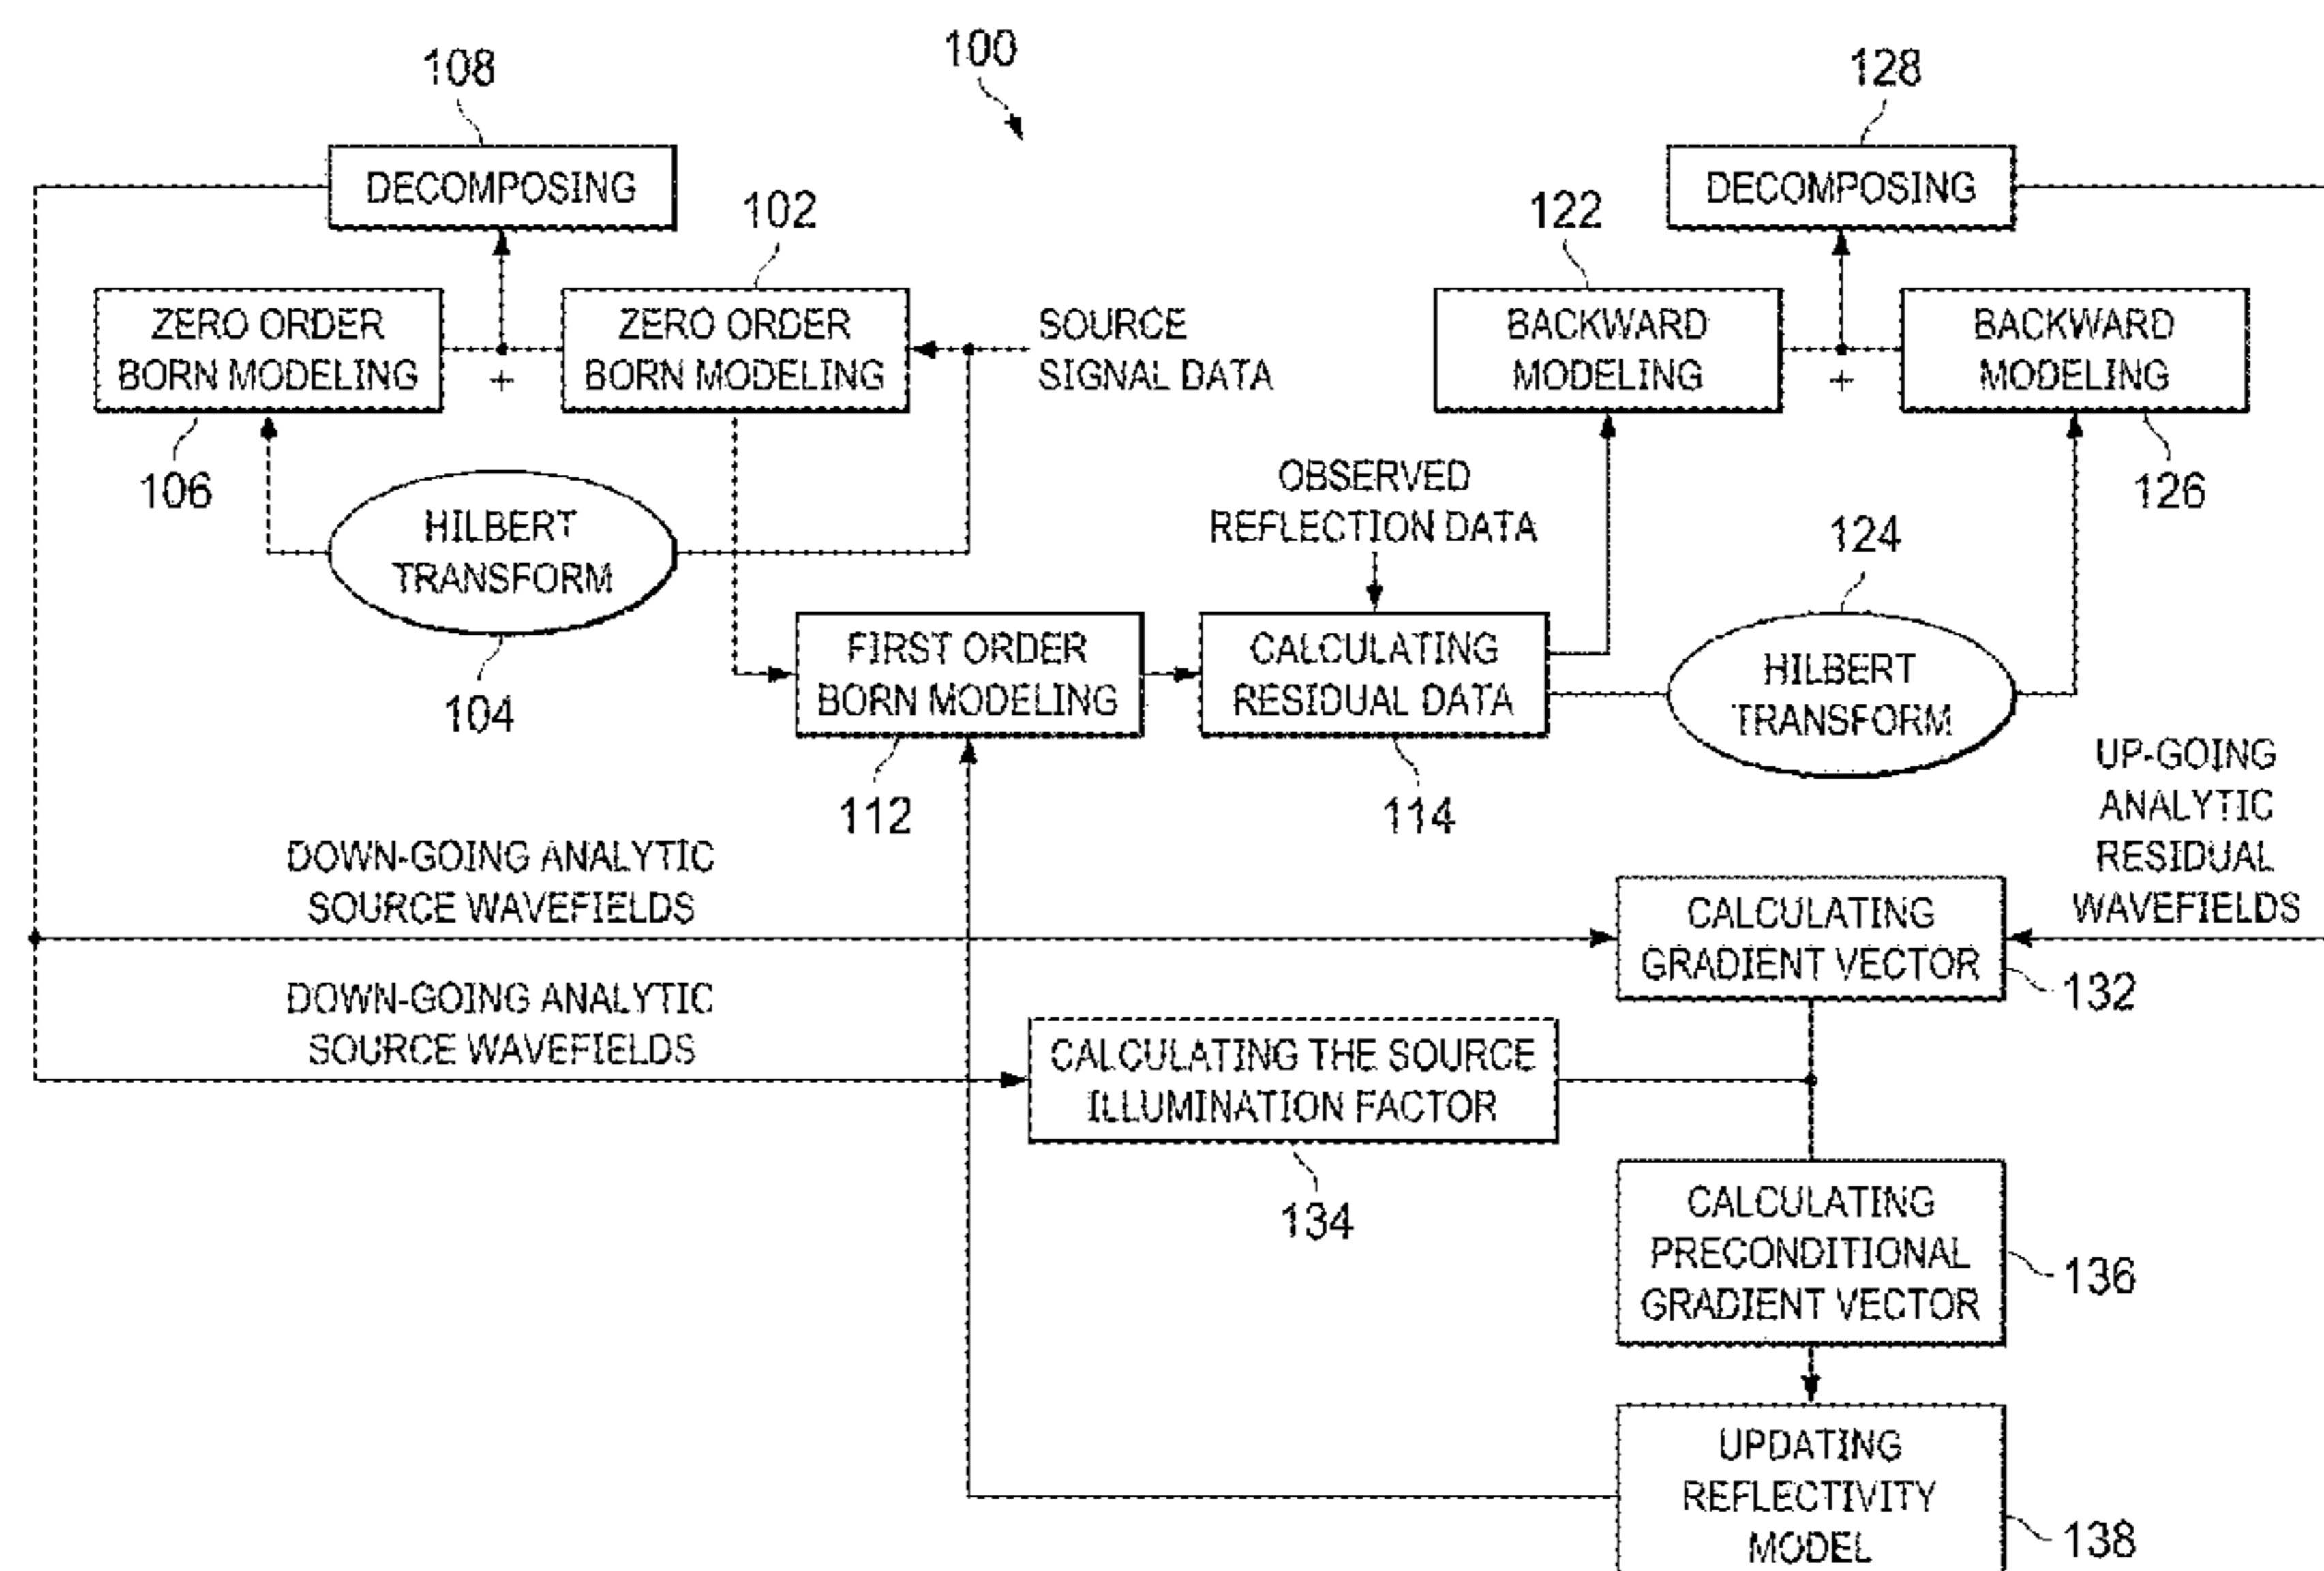 100
108
DECOMPOSING
128
DECOMPOSING
102
122
ZERO ORDER
BORN MODELING
+
ZERO ORDER
BORN MODELING
SOURCE
SIGNAL DATA
BACKWARD
MODELING
+
BACKWARD
MODELING
106
HILBERT
TRANSFORM
104
OBSERVED
REFLECTION DATA
126
124
FIRST ORDER
BORN MODELING
112
CALCULATING
RESIDUAL DATA
114
HILBERT
TRANSFORM
UP-GOING
ANALYTIC
RESIDUAL
WAVEFIELDS
DOWN-GOING ANALYTIC
SOURCE WAVEFIELDS
CALCULATING
GRADIENT VECTOR
132
DOWN-GOING ANALYTIC
SOURCE WAVEFIELDS
CALCULATING THE SOURCE
ILLUMINATION FACTOR
134
CALCULATING
PRECONDITIONAL
GRADIENT VECTOR
136
UPDATING
REFLECTIVITY
MODEL
138